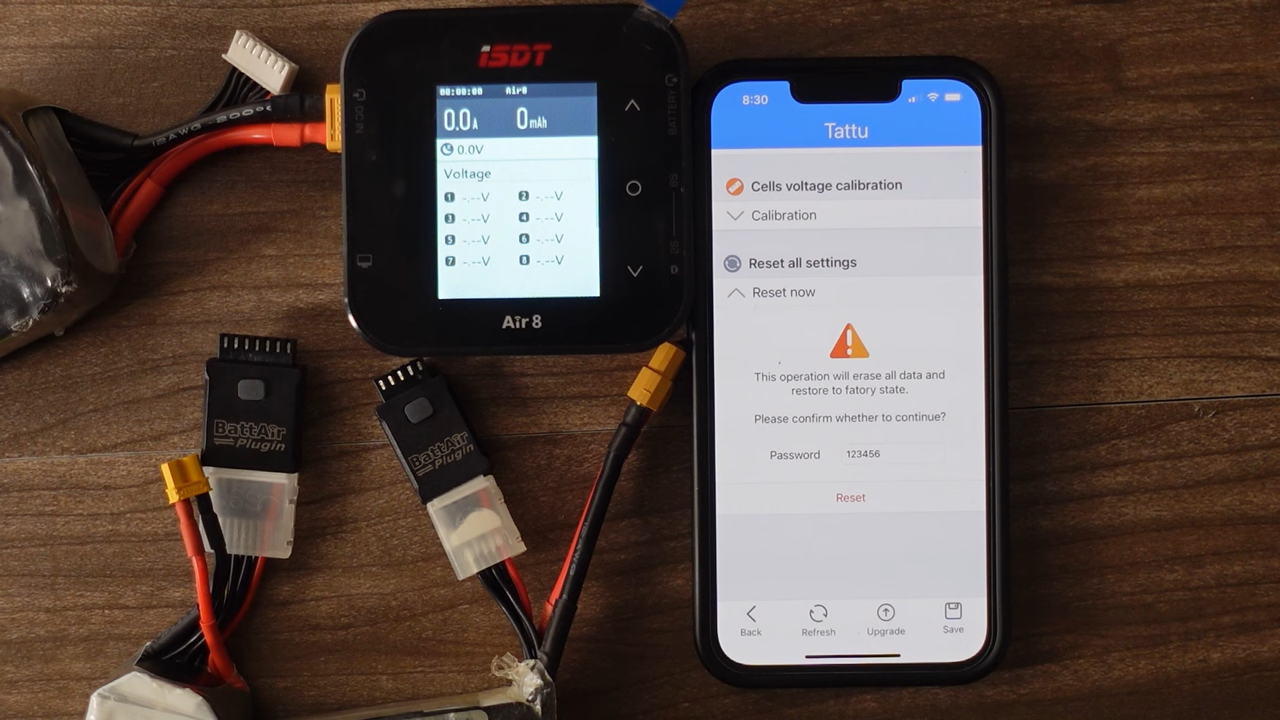 12AWG 200°C
iSDT
DC IN
BATTERY
00:00:00 Air8
0.0A 0mAh
0.0V
Voltage
1 -.--V 2 -.--V
3 -.--V 4 -.--V
5 -.--V 6 -.--V
7 -.--V 8 -.--V
Air 8
BattAir
Plugin
BattAir
Plugin
8:30
Tattu
Cells voltage calibration
Calibration
Reset all settings
Reset now
This operation will erase all data and
restore to fatory state.
Please confirm whether to continue?
Password 123456
Reset
Back Refresh Upgrade Save